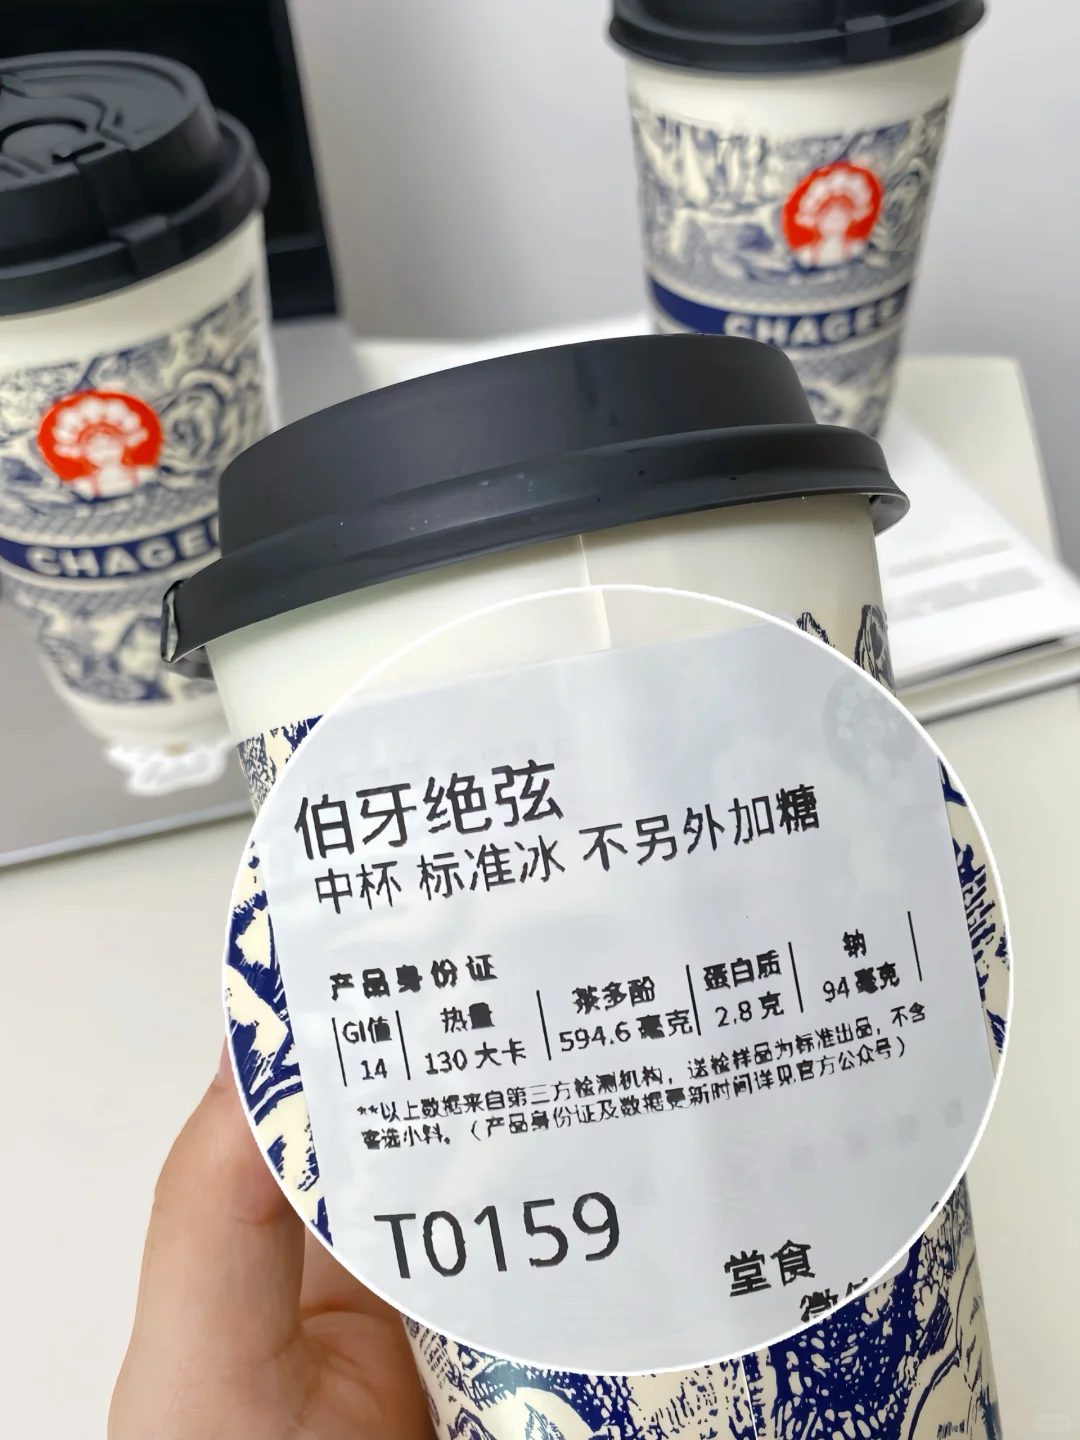 CHAGEE
CHAGEE
伯牙绝弦
中杯 标准冰 不另外加糖
产品身份证
GI值 热量 茶多酚 蛋白质 钠
14 130大卡 594.6毫克 2.8克 94毫克
**以上数据来自第三方检测机构，送检样品为标准出品，不含
客选小料。（产品身份证及数据更新时间详见官方公众号）
T0159
堂食